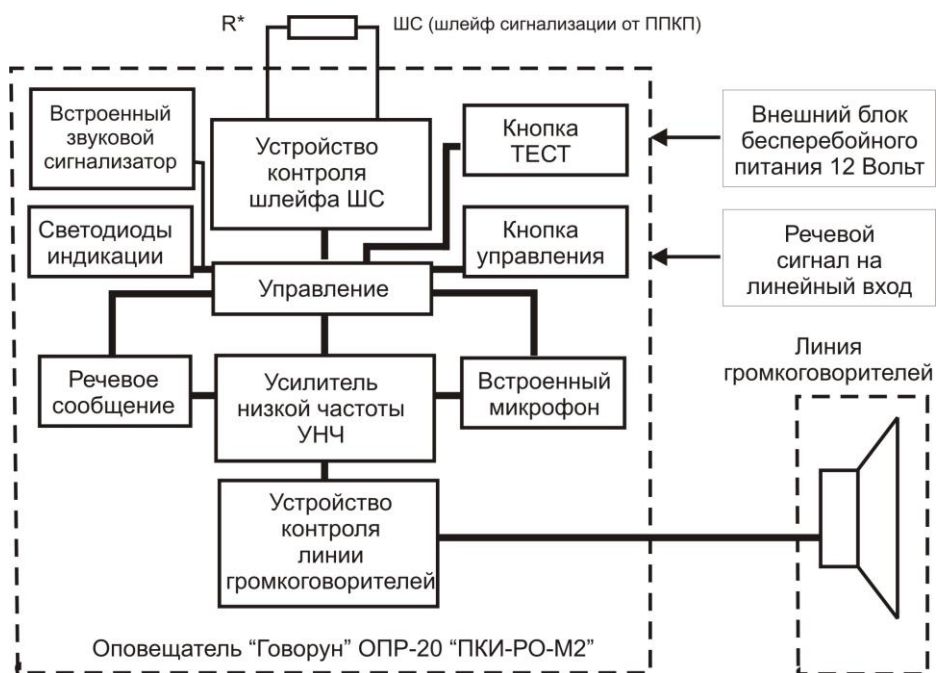 R*
ШС (шлейф сигнализации от ППКП)
Встроенный
звуковой
сигнализатор
Устройство
контроля
шлейфа ШС
Кнопка
ТЕСТ
Внешний блок
бесперебойного
питания 12 Вольт
Светодиоды
индикации
Кнопка
управления
Речевой
сигнал на
линейный вход
Управление
Речевое
сообщение
Усилитель
низкой частоты
УНЧ
Встроенный
микрофон
Линия
громкоговорителей
Устройство
контроля
линии
громкоговорителей
Оповещатель “Говорун” ОПР-20 “ПКИ-РО-М2”